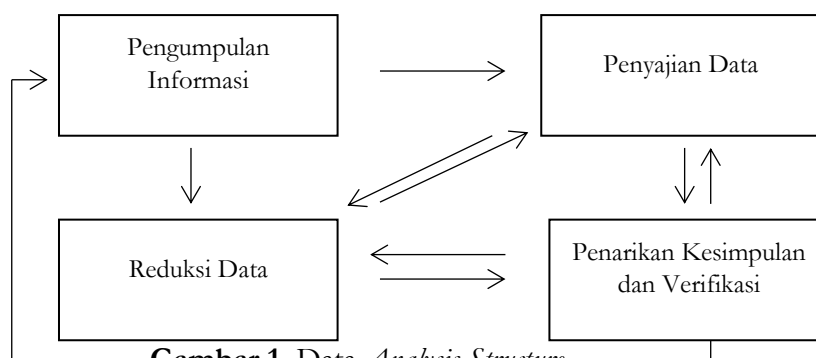 Pengumpulan
Informasi
Penyajian Data
Reduksi Data
Penarikan Kesimpulan
dan Verifikasi
Gambar 1. Data Analysis Structure